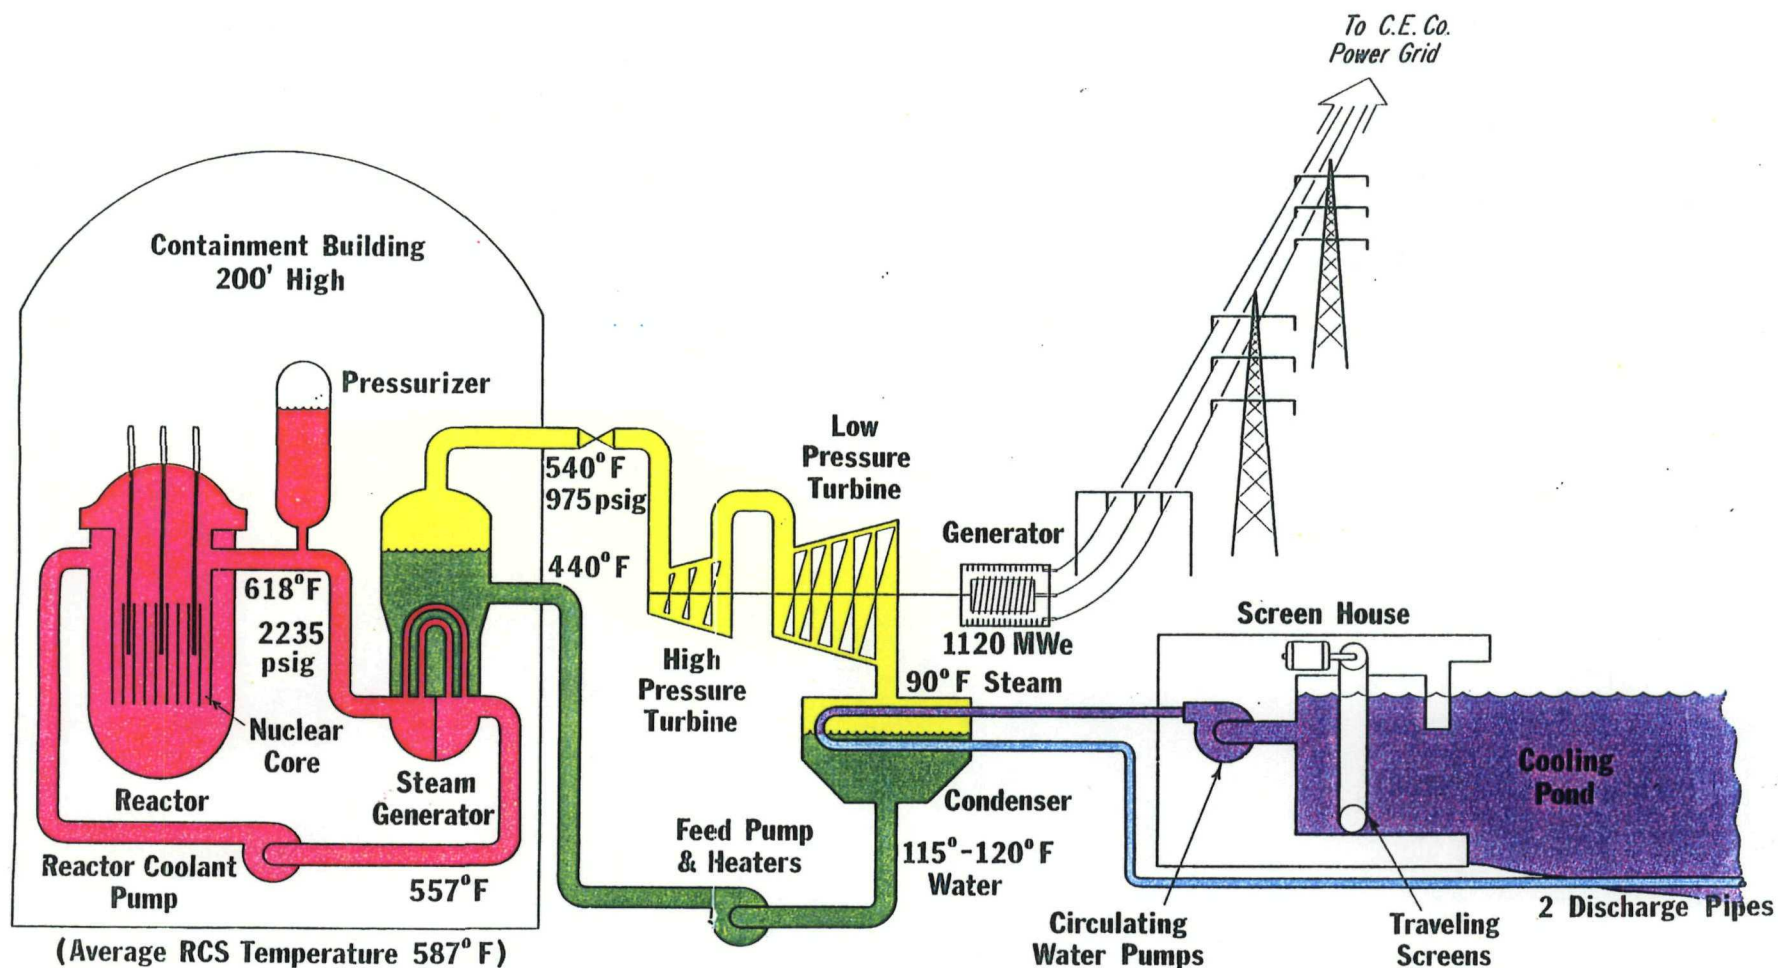 To C.E. Co.
Power Grid
Containment Building
200' High
Pressurizer
540°F
975 psig
440°F
Low
Pressure
Turbine
Generator
1120 MWe
618°F
2235
psig
Nuclear
Core
Reactor
Steam
Generator
Reactor Coolant
Pump
557°F
(Average RCS Temperature 587°F)
High
Pressure
Turbine
90°F Steam
Condenser
Feed Pump
& Heaters
115°-120°F
Water
Screen House
Cooling
Pond
Circulating
Water Pumps
Traveling
Screens
2 Discharge Pipes